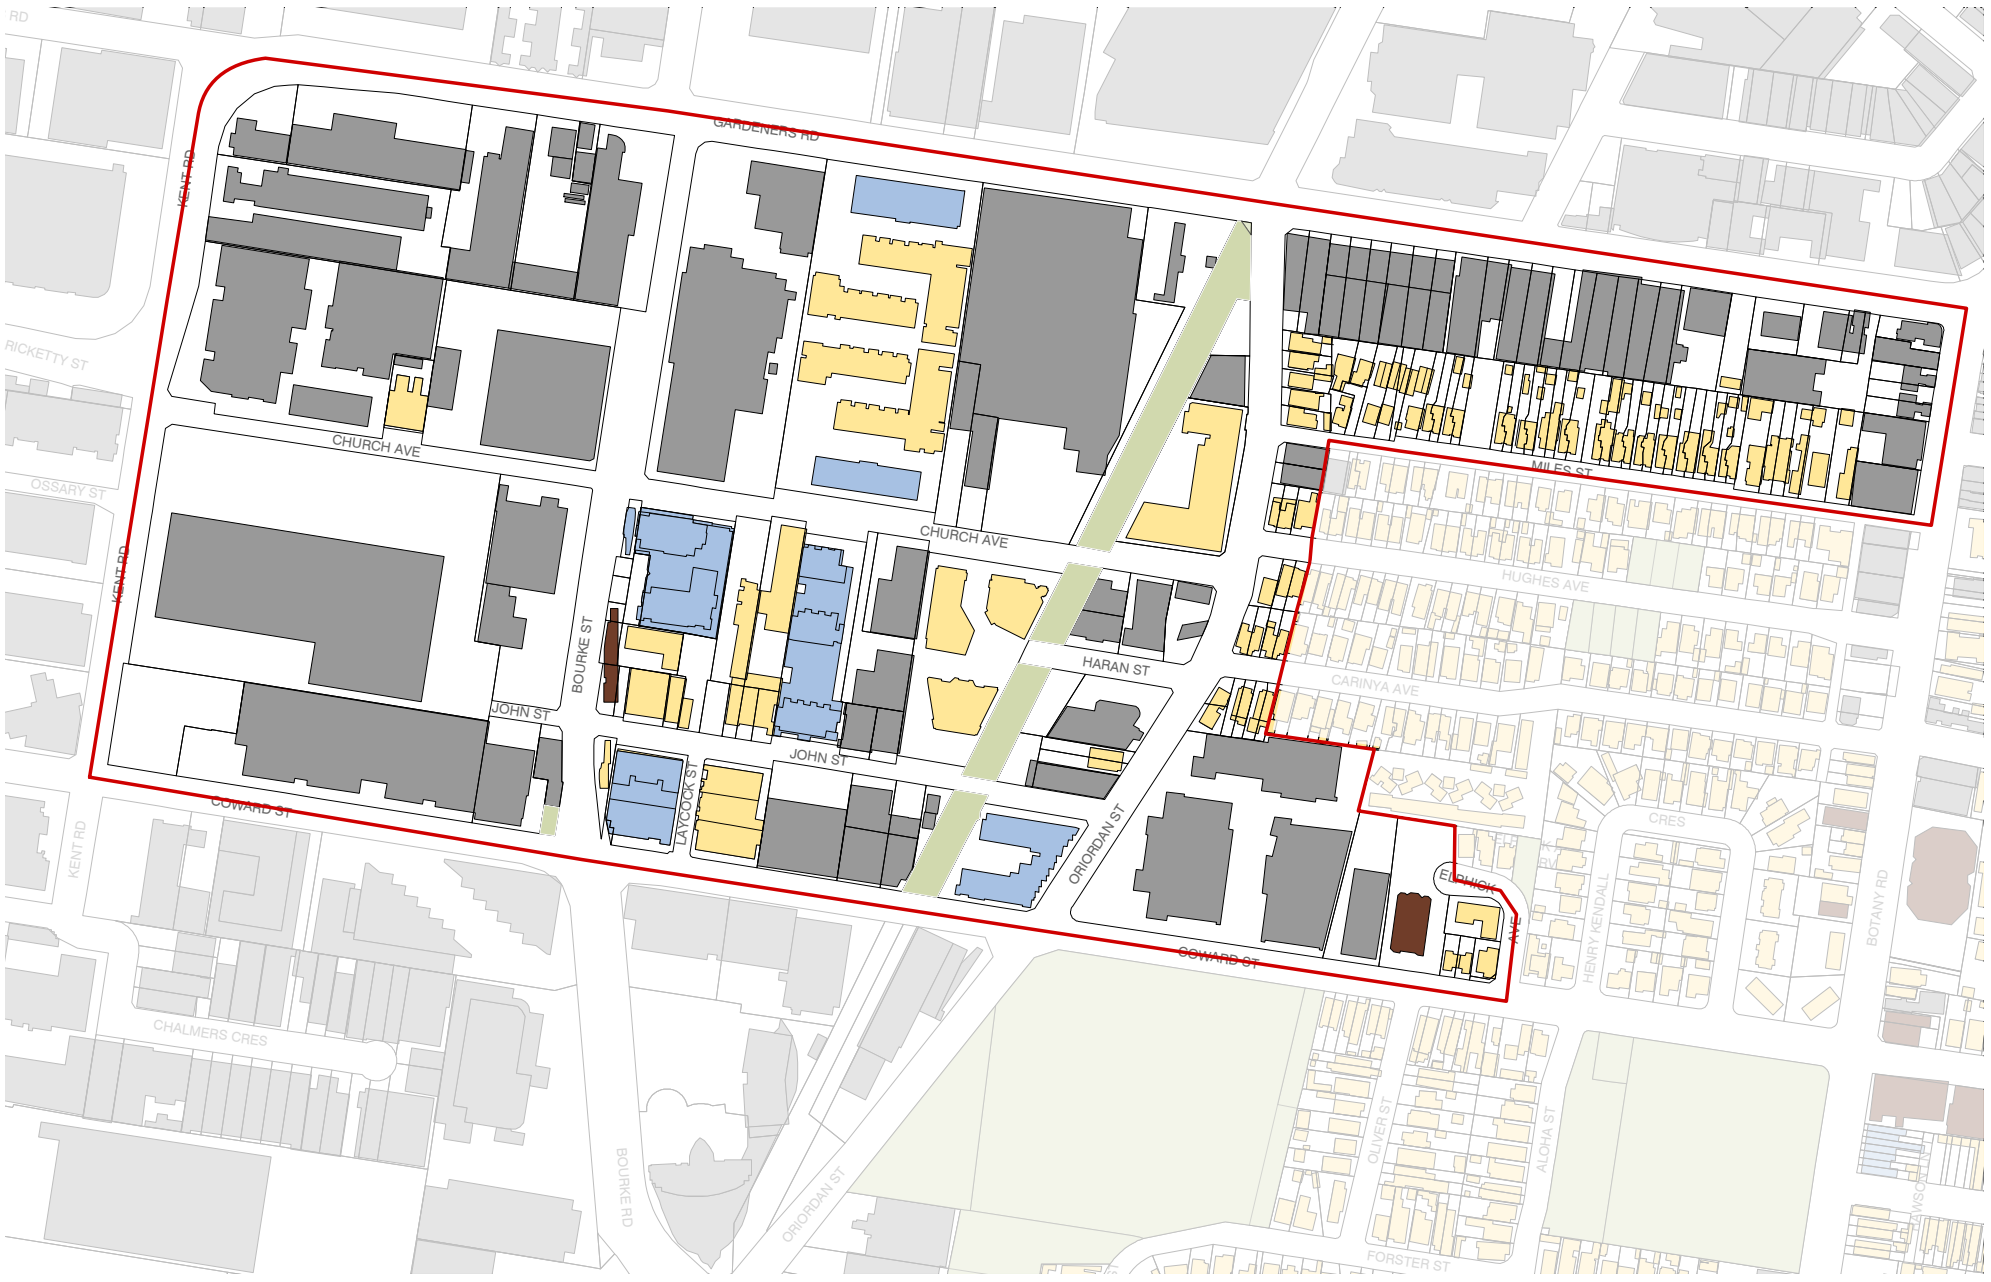 RD
GARDENERS RD
KENT RD
RICKETTY ST
CHURCH AVE
MILES ST
OSSARY ST
CHURCH AVE
KENT RD
HUGHES AVE
BOURKE ST
HARAN ST
CARINYA AVE
JOHN ST
JOHN ST
LAYCOCK ST
COWARD ST
ORIORDAN ST
CRES
KENT RD
ELPHICK
AVE
HENRY KENDALL
BOTANY RD
COWARD ST
CHALMERS CRES
OLIVER ST
ALOHA ST
BOURKE RD
ORIORDAN ST
FORSTER ST